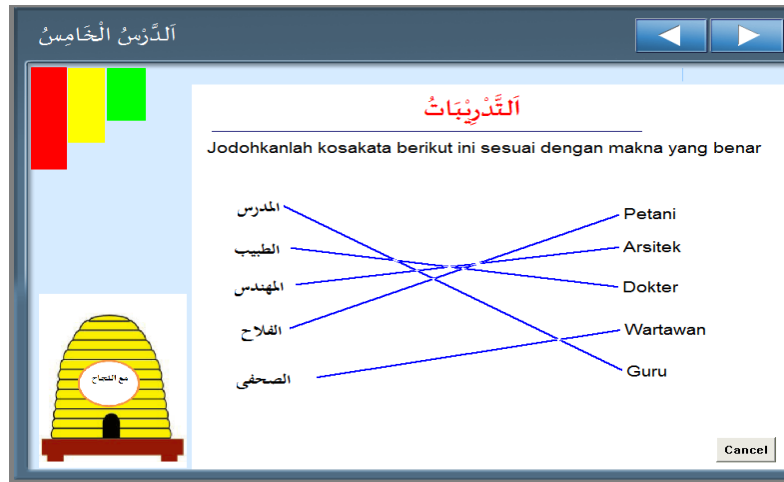 اَلدَّرْسُ الْخَامِسُ
اَلتَّدْرِيْبَاتُ
Jodohkanlah kosakata berikut ini sesuai dengan makna yang benar
المدرس
Petani
الطبيب
Arsitek
المهندس
Dokter
الفلاح
Wartawan
الصحفى
Guru
مع النجاح
Cancel